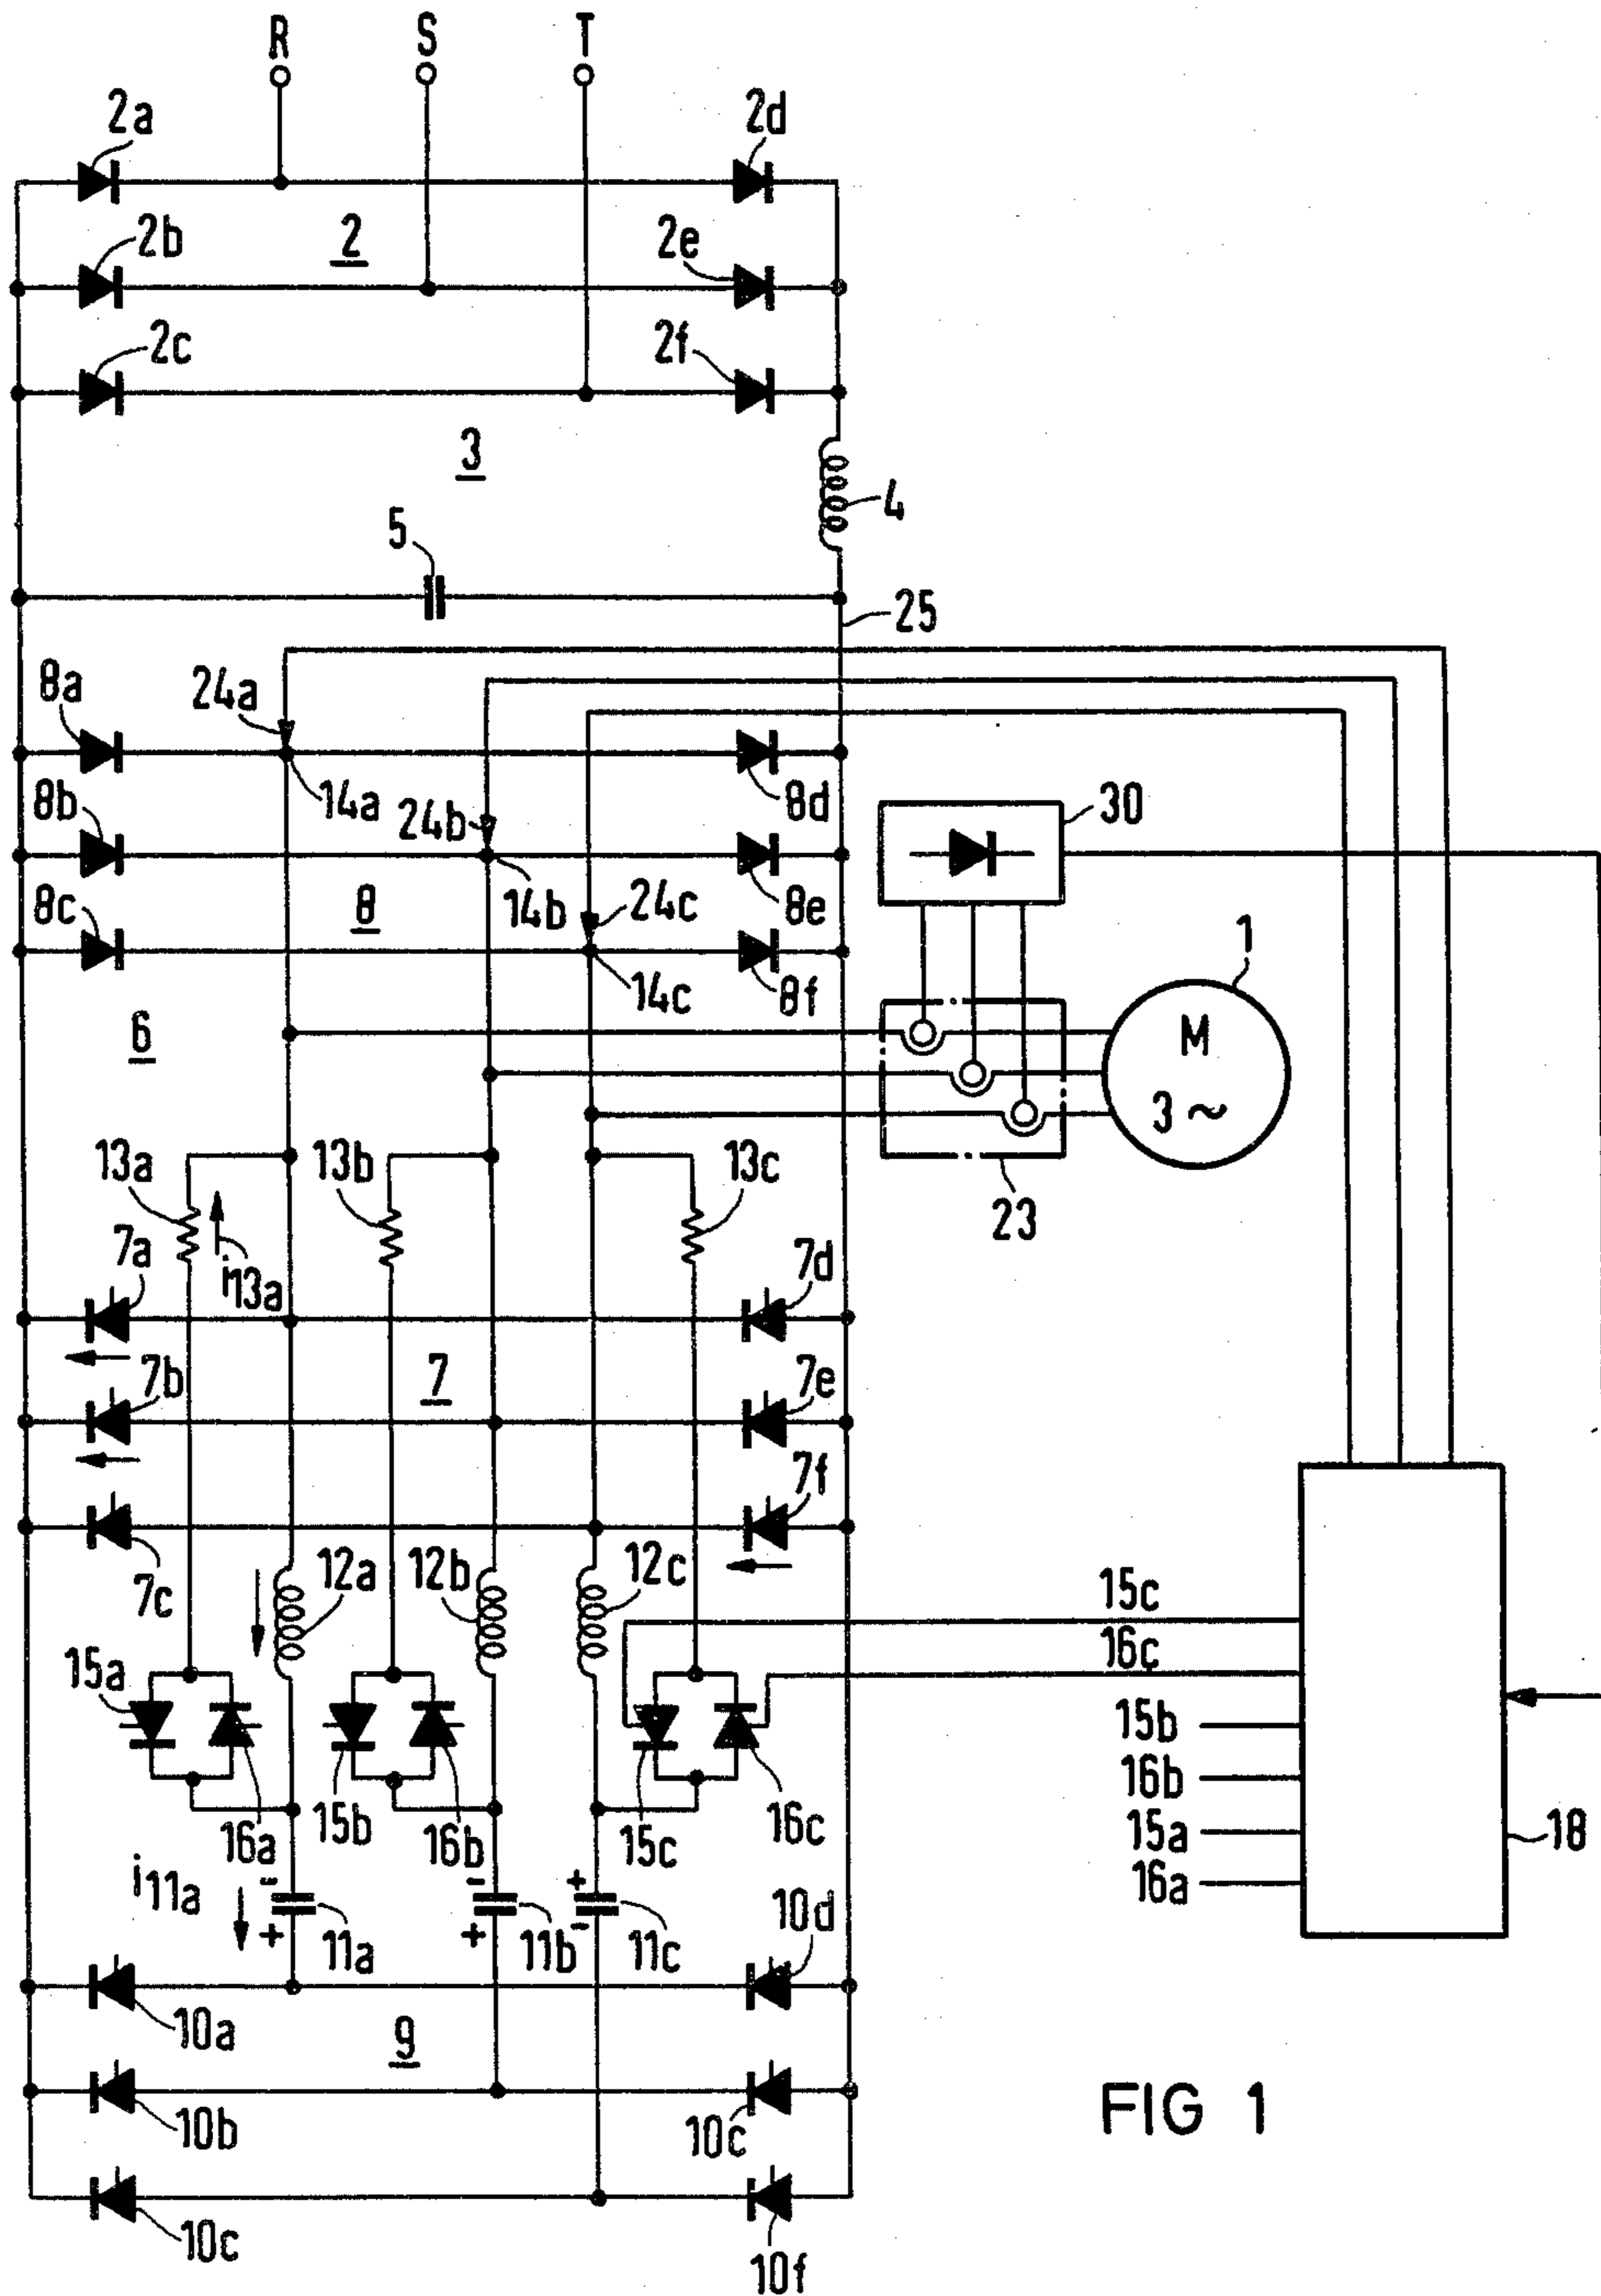 R S T
2a 2d
2b 2 2e
2c 2f
3
4
5
25
8a 24a
14a 8d
8b 24b 30
8c 8 14b 24c 8e
14c 8f 1
6
M
3 ~
13a 13b 13c
23
7a i13a 7d
7b 7 7e
7f
7c 12a 12b 12c
15c
15a 16c
15b
16b
16a 15b 16b 15c 16c 15a 18
i11a - - + 16a
+ 11a + 11b - 11c 10d
10a 9
10b 10c
10c 10f
FIG 1